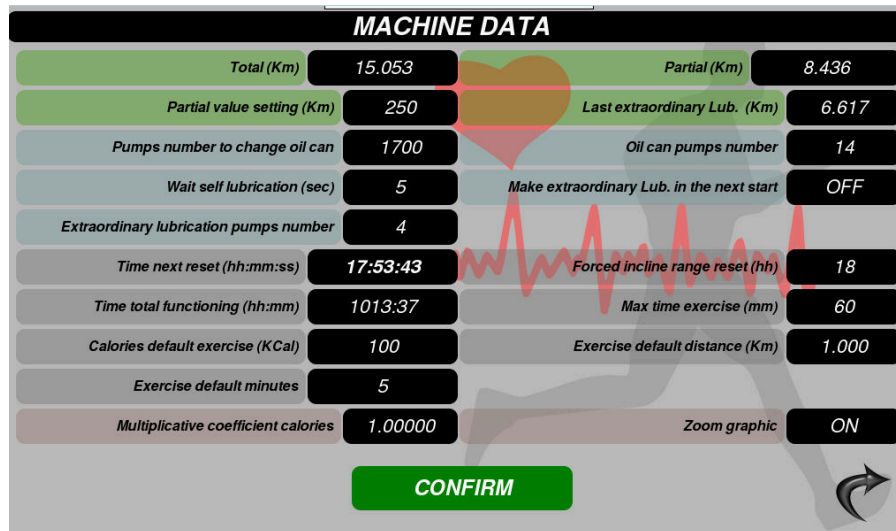 MACHINE DATA
Total (Km) 15.053 Partial (Km) 8.436
Partial value setting (Km) 250 Last extraordinary Lub. (Km) 6.617
Pumps number to change oil can 1700 Oil can pumps number 14
Wait self lubrication (sec) 5 Make extraordinary Lub. in the next start OFF
Extraordinary lubrication pumps number 4
Time next reset (hh:mm:ss) 17:53:43 Forced incline range reset (hh) 18
Time total functioning (hh:mm) 1013:37 Max time exercise (mm) 60
Calories default exercise (KCal) 100 Exercise default distance (Km) 1.000
Exercise default minutes 5
Multiplicative coefficient calories 1.00000 Zoom graphic ON
CONFIRM